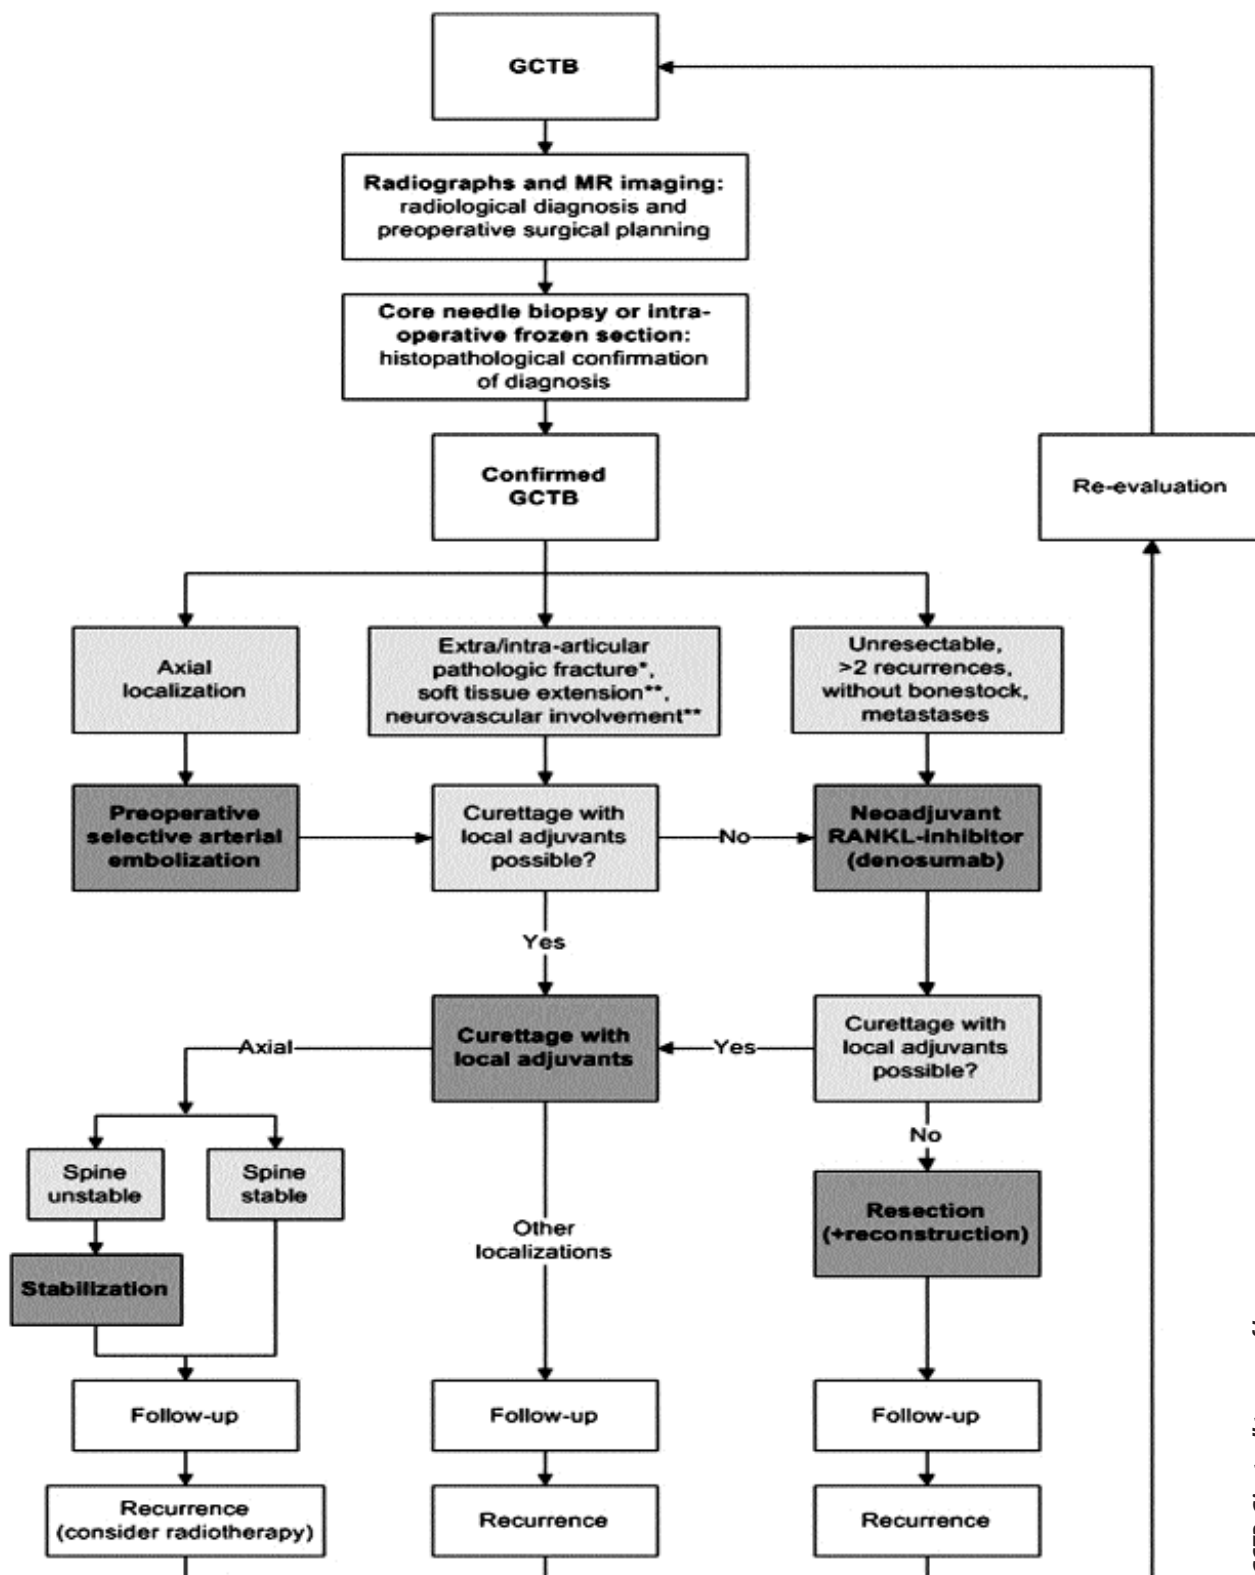 GCTB
Radiographs and MR imaging:
radiological diagnosis and
preoperative surgical planning
Core needle biopsy or intra-
operative frozen section:
histopathological confirmation
of diagnosis
Confirmed
GCTB
Re-evaluation
Axial
localization
Extra/intra-articular
pathologic fracture*,
soft tissue extension**,
neurovascular involvement**
Unresectable,
>2 recurrences,
without bonestock,
metastases
Preoperative
selective arterial
embolization
Curettage with
local adjuvants
possible?
No
Neoadjuvant
RANKL-inhibitor
(denosumab)
Yes
Axial
Curettage with
local adjuvants
Yes
Curettage with
local adjuvants
possible?
No
Spine
unstable
Spine
stable
Stabilization
Other
localizations
Resection
(+reconstruction)
Follow-up
Follow-up
Follow-up
Recurrence
(consider radiotherapy)
Recurrence
Recurrence